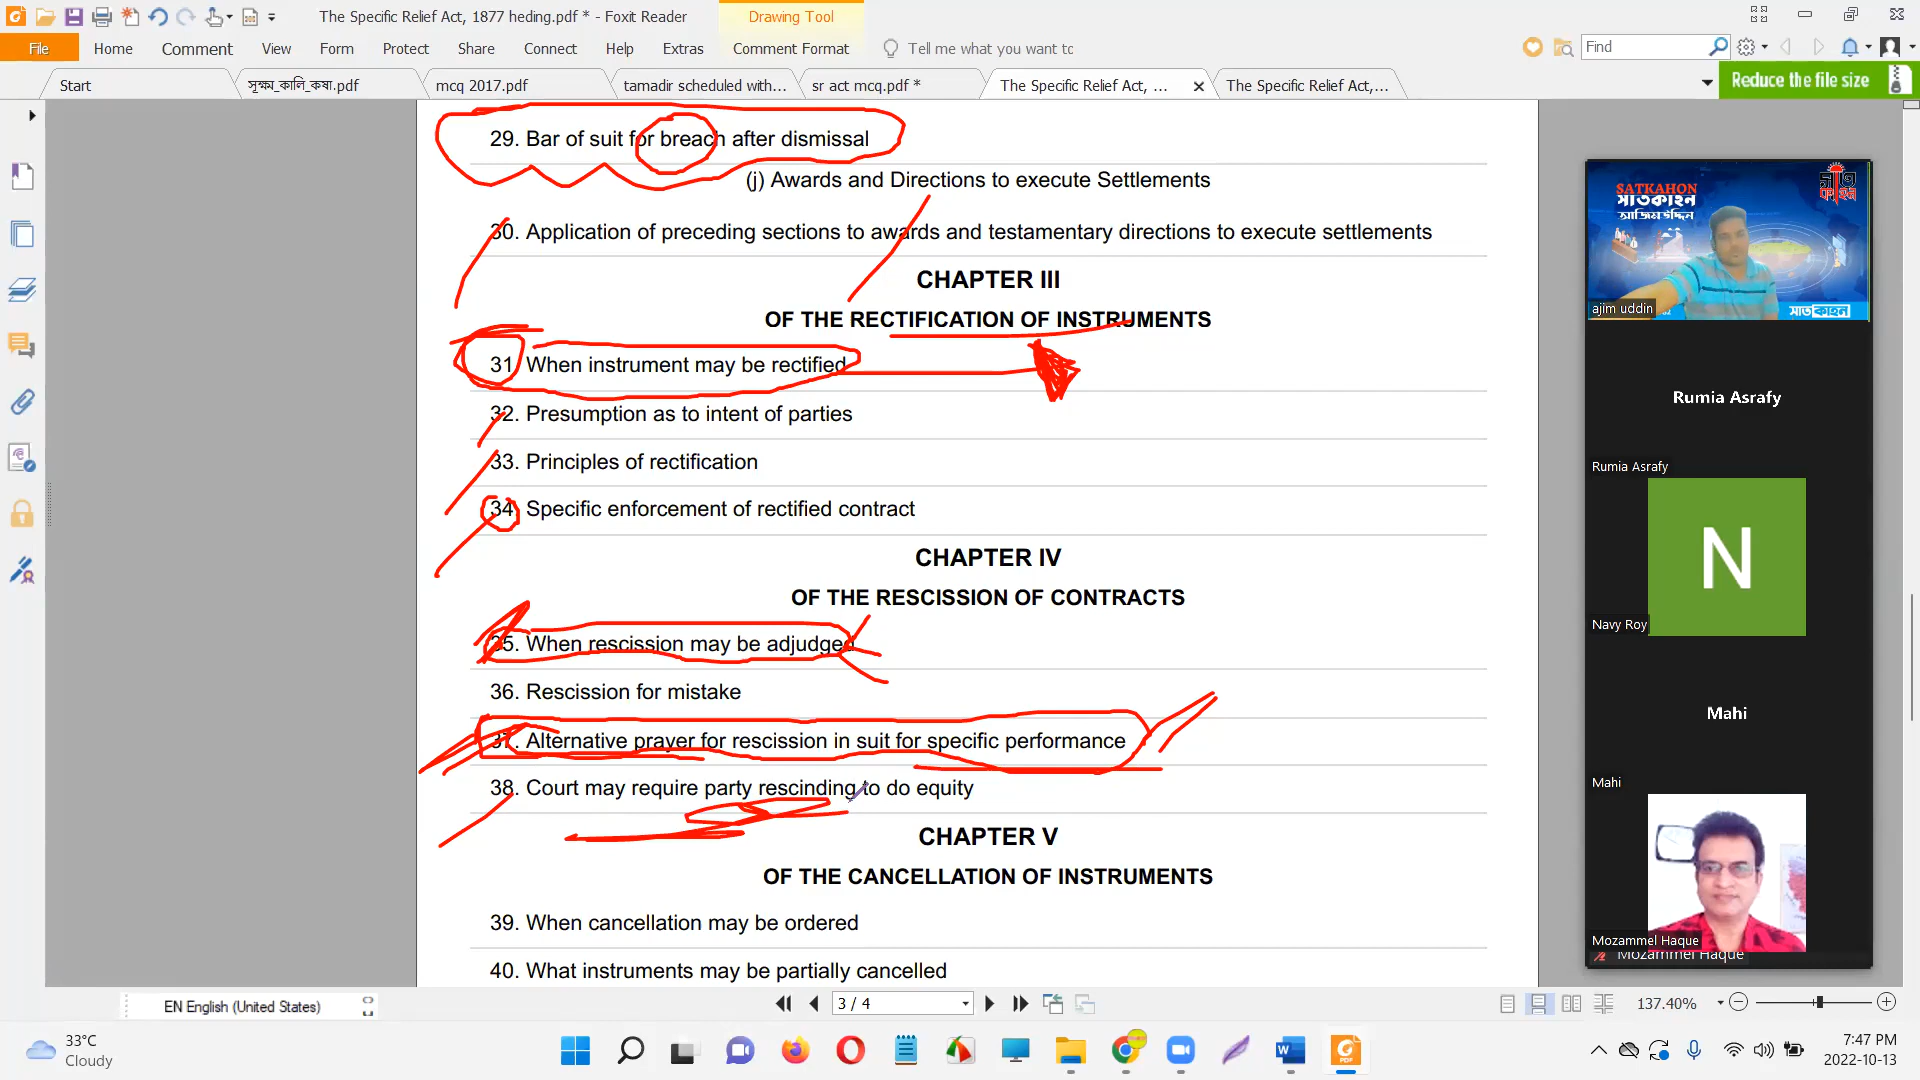 The Specific Relief Act, 1877 heding.pdf * - Foxit Reader
Drawing Tool
File
Home
Comment
View
Form
Protect
Share
Connect
Help
Extras
Comment Format
Tell me what you want to
Find
Start
সূক্ষ্ম_কালি_কষা.pdf
mcq 2017.pdf
tamadir scheduled with...
sr act mcq.pdf *
The Specific Relief Act, ...
The Specific Relief Act,...
Reduce the file size
29. Bar of suit for breach after dismissal
(j) Awards and Directions to execute Settlements
30. Application of preceding sections to awards and testamentary directions to execute settlements
CHAPTER III
OF THE RECTIFICATION OF INSTRUMENTS
31. When instrument may be rectified
32. Presumption as to intent of parties
33. Principles of rectification
34. Specific enforcement of rectified contract
CHAPTER IV
OF THE RESCISSION OF CONTRACTS
35. When rescission may be adjudged
36. Rescission for mistake
37. Alternative prayer for rescission in suit for specific performance
38. Court may require party rescinding to do equity
CHAPTER V
OF THE CANCELLATION OF INSTRUMENTS
39. When cancellation may be ordered
40. What instruments may be partially cancelled
SATKAHON
সাতকাহন
আজিম উদ্দিন
সাত কাহন
ajim uddin
সাতকাহন
Rumia Asrafy
Rumia Asrafy
N
Navy Roy
Mahi
Mahi
Mozammel Haque
Mozammel Haque
EN English (United States)
3 / 4
137.40%
33°C
Cloudy
7:47 PM
2022-10-13